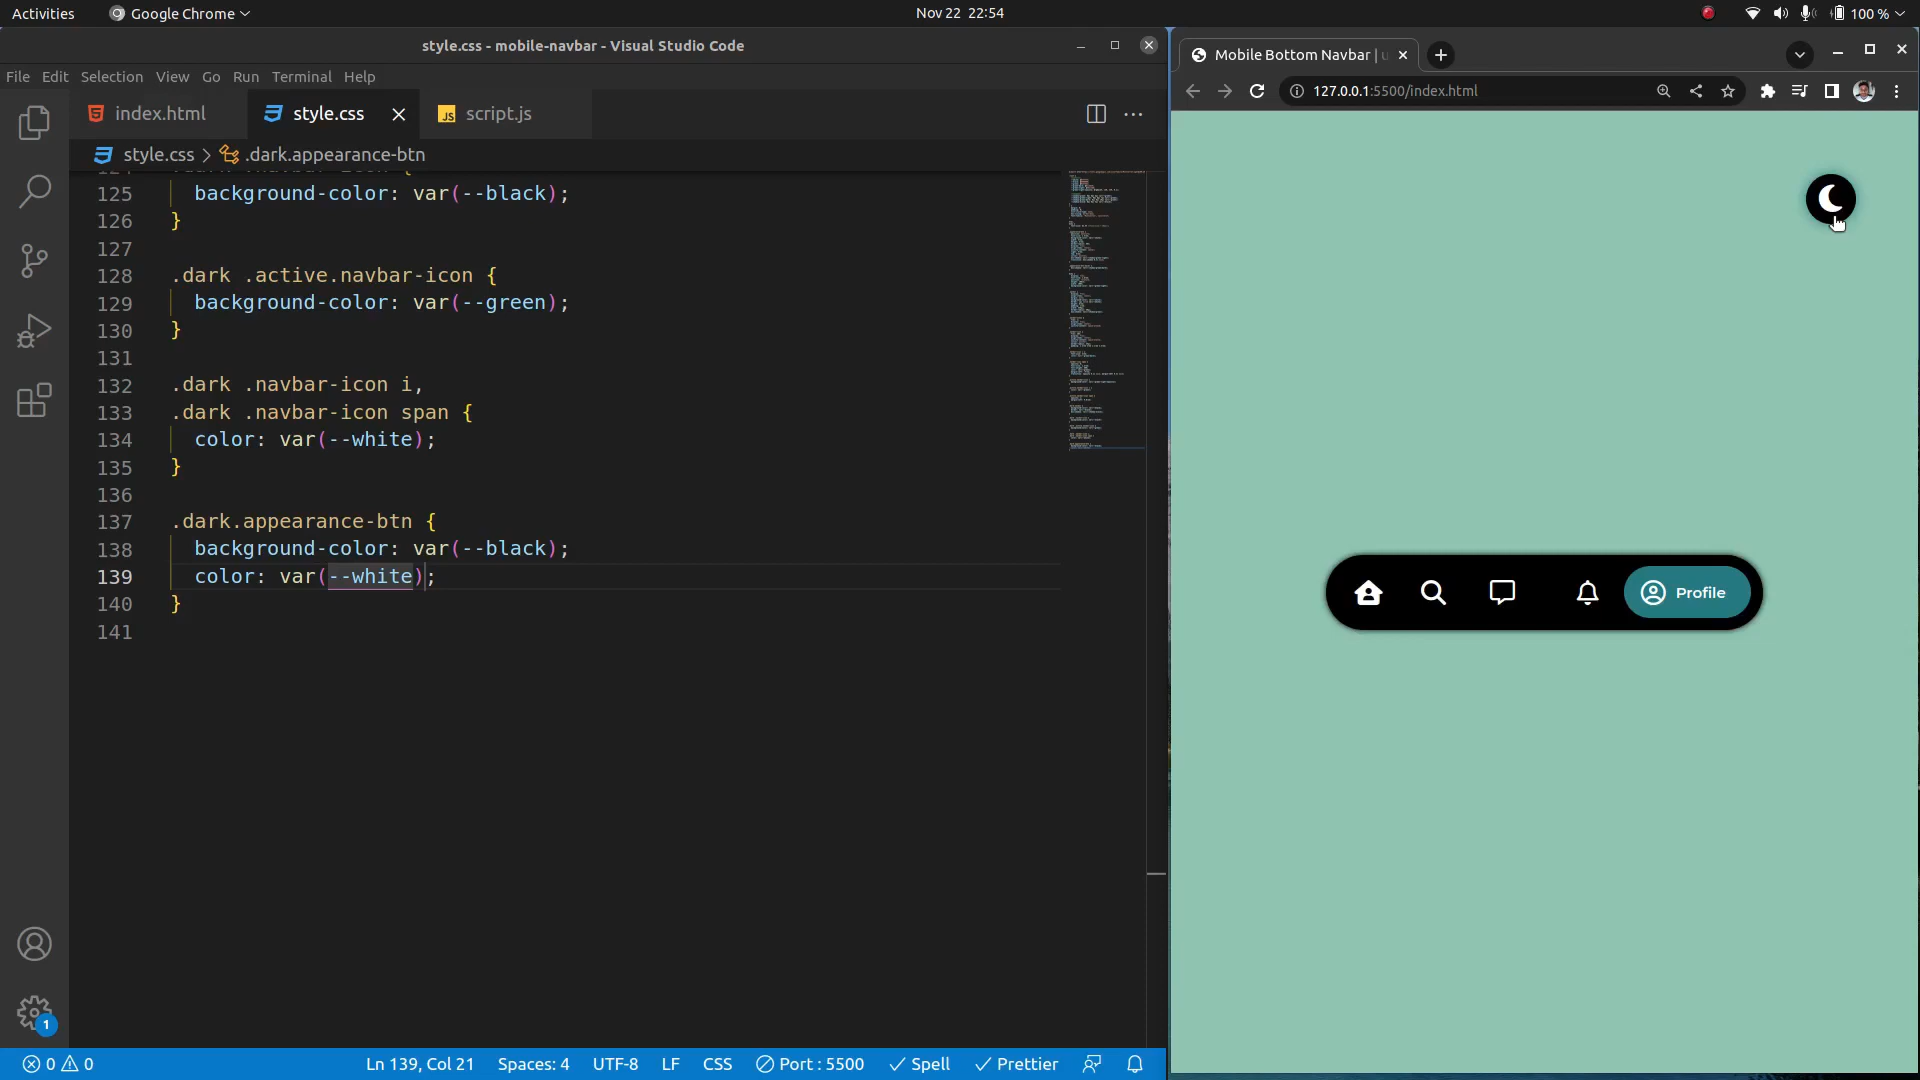 Activities
Google Chrome
Nov 22 22:54
100 %
style.css - mobile-navbar - Visual Studio Code
File Edit Selection View Go Run Terminal Help
index.html
style.css
JS script.js
style.css > .dark.appearance-btn
125 background-color: var(--black);
126 }
127
128 .dark .active.navbar-icon {
129 background-color: var(--green);
130 }
131
132 .dark .navbar-icon i,
133 .dark .navbar-icon span {
134 color: var(--white);
135 }
136
137 .dark.appearance-btn {
138 background-color: var(--black);
139 color: var(--white);
140 }
141
1
0 0
Ln 139, Col 21
Spaces: 4
UTF-8
LF
CSS
Port : 5500
Spell
Prettier
Mobile Bottom Navbar |
127.0.0.1:5500/index.html
Profile